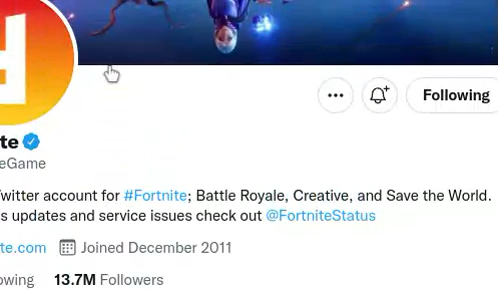 Following
te
eGame
witter account for #Fortnite; Battle Royale, Creative, and Save the World.
s updates and service issues check out @FortniteStatus
te.com Joined December 2011
owing 13.7M Followers